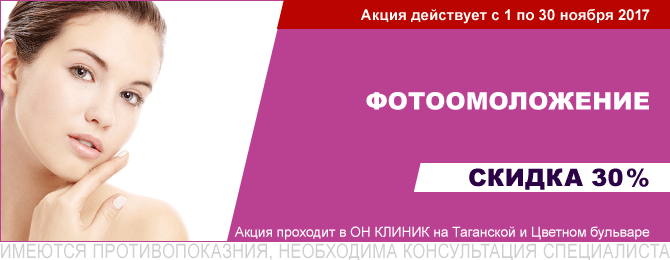 Акция действует с 1 по 30 ноября 2017
ФОТООМОЛОЖЕНИЕ
СКИДКА 30%
Акция проходит в ОН КЛИНИК на Таганской и Цветном бульваре
ИМЕЮТСЯ ПРОТИВОПОКАЗНИЯ, НЕОБХОДИМА КОНСУЛЬТАЦИЯ СПЕЦИАЛИСТА